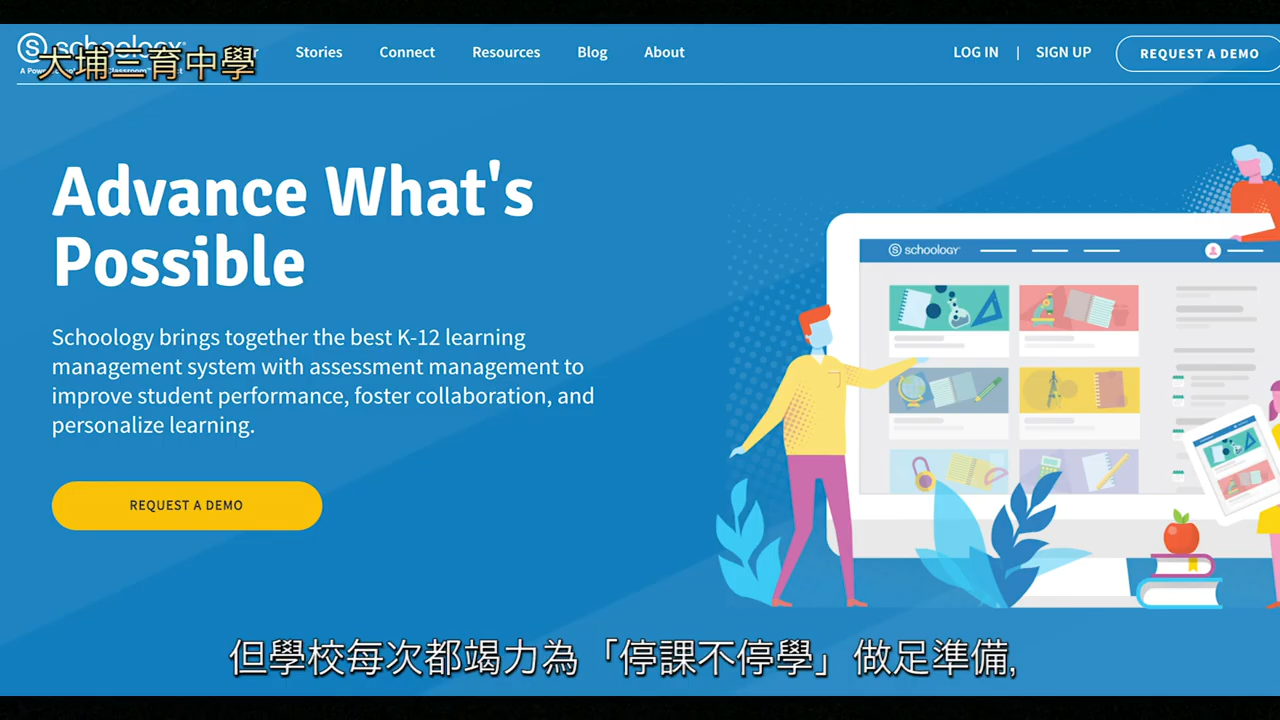 大埔三育中學
Stories
Connect
Resources
Blog
About
LOG IN | SIGN UP
REQUEST A DEMO
Advance What's
Possible
Schoology brings together the best K-12 learning
management system with assessment management to
improve student performance, foster collaboration, and
personalize learning.
REQUEST A DEMO
schoology
但學校每次都竭力為「停課不停學」做足準備,